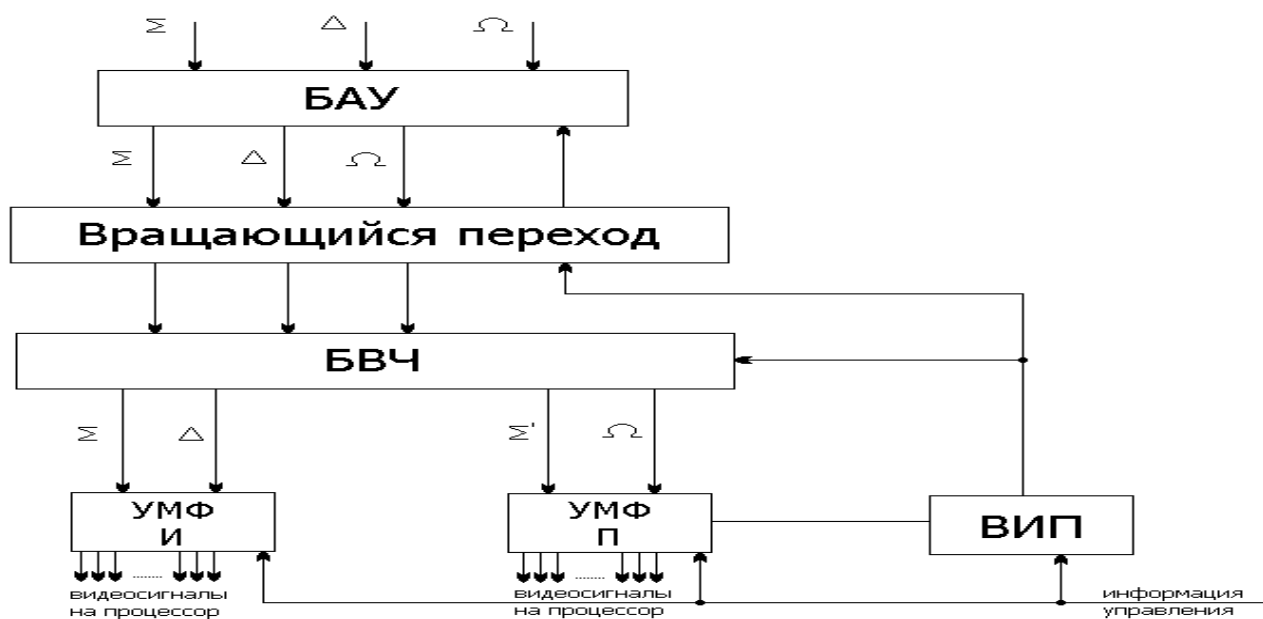 Σ Δ Ω
БАУ
Σ Δ Ω
Вращающийся переход
БВЧ
Σ Δ Σ' Ω
УМФ
И
УМФ
П
ВИП
........
........
видеосигналы
на процессор
видеосигналы
на процессор
информация
управления